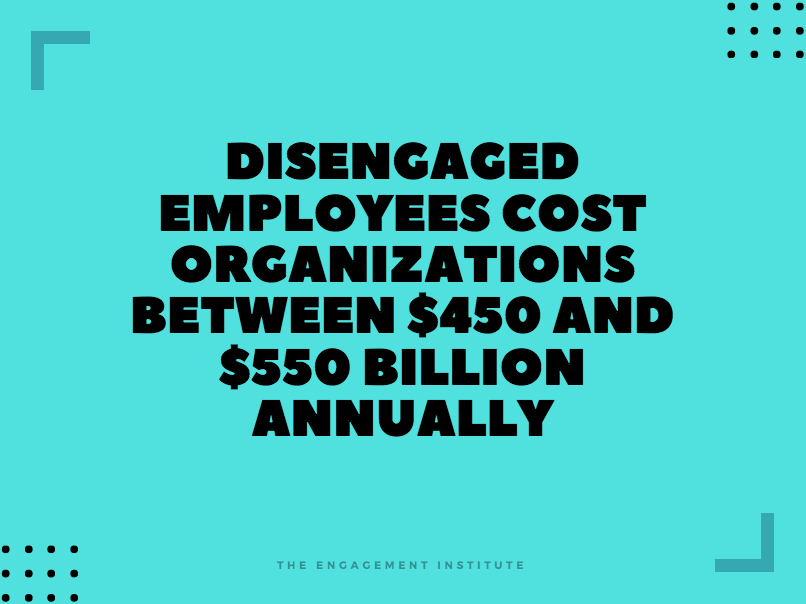 DISENGAGED
EMPLOYEES COST
ORGANIZATIONS
BETWEEN $450 AND
$550 BILLION
ANNUALLY
THE ENGAGEMENT INSTITUTE